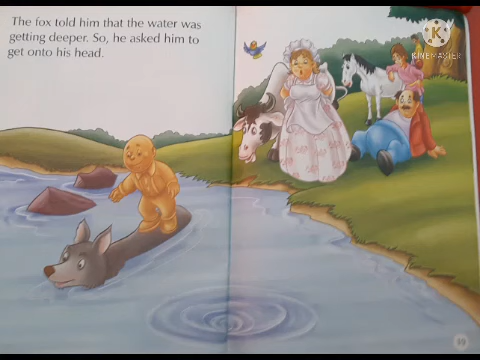 The fox told him that the water was
getting deeper. So, he asked him to
get onto his head.
K
KINEMASTER